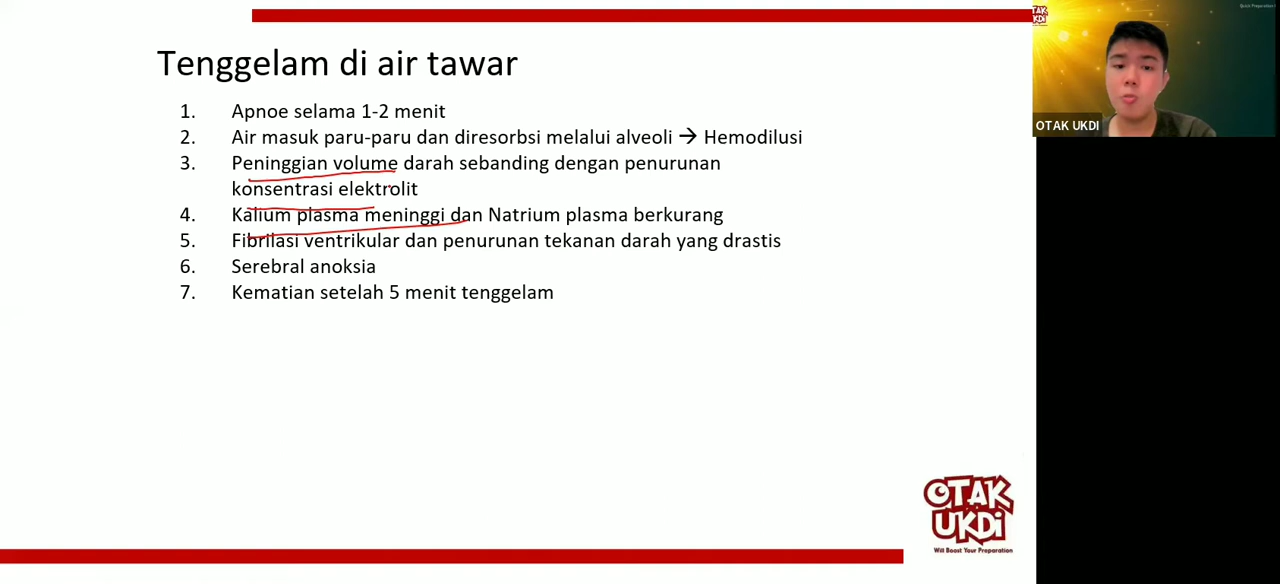 Tenggelam di air tawar
1. Apnoe selama 1-2 menit
2. Air masuk paru-paru dan diresorbsi melalui alveoli → Hemodilusi
3. Peninggian volume darah sebanding dengan penurunan
konsentrasi elektrolit
4. Kalium plasma meninggi dan Natrium plasma berkurang
5. Fibrilasi ventrikular dan penurunan tekanan darah yang drastis
6. Serebral anoksia
7. Kematian setelah 5 menit tenggelam
OTAK
UKDI
OTAK UKDI
OTAK
UKDi
Will Boost Your Preparation